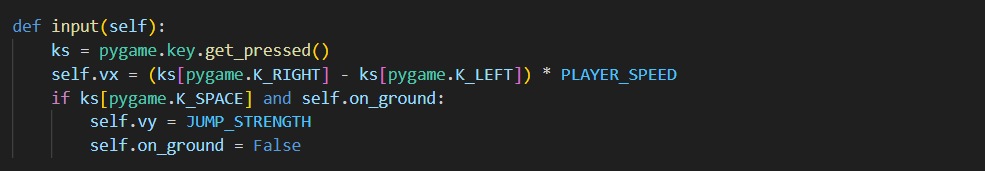 def input(self):
    ks = pygame.key.get_pressed()
    self.vx = (ks[pygame.K_RIGHT] - ks[pygame.K_LEFT]) * PLAYER_SPEED
    if ks[pygame.K_SPACE] and self.on_ground:
        self.vy = JUMP_STRENGTH
        self.on_ground = False